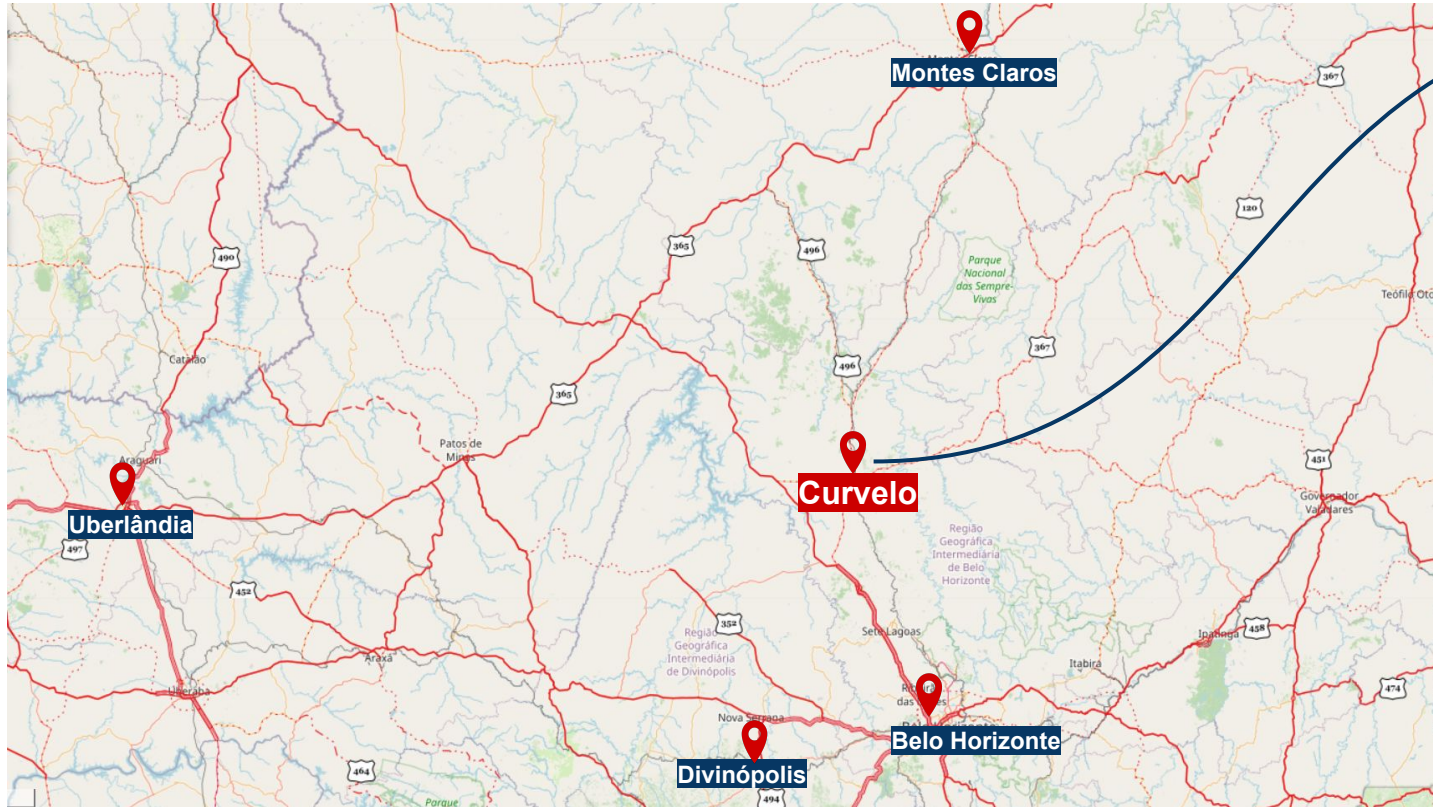 Montes Claros
367
120
490
365
496
Parque
Nacional
das Sempre-
Vivas
Teófilo Oto
Catalão
496
367
365
Patos de
Minas
Araguari
Curvelo
451
Governador
Valadares
Uberlândia
497
Região
Geográfica
Intermediária
de Belo
Horizonte
452
352
Sete Lagoas
Ipatinga
458
Região
Geográfica
Intermediária
de Divinópolis
Araxá
Itabira
Uberaba
474
Nova Serrana
Belo Horizonte
Divinópolis
464
494
Parque